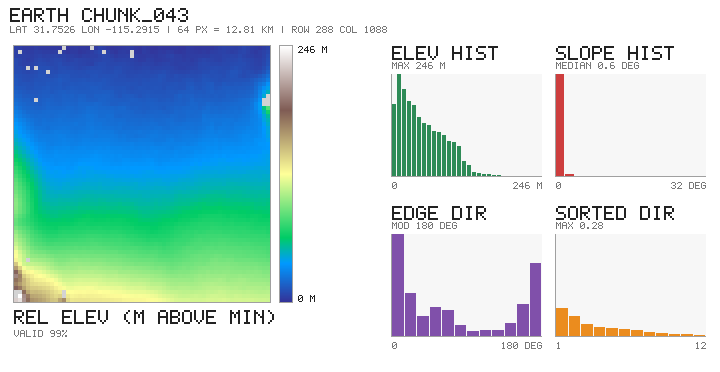 EARTH CHUNK_043
LAT 31.7526 LON -115.2915 | 64 PX = 12.81 KM | ROW 288 COL 1088
246 M
0 M
REL ELEV (M ABOVE MIN)
VALID 99%
ELEV HIST
MAX 246 M
0 246 M
SLOPE HIST
MEDIAN 0.6 DEG
0 32 DEG
EDGE DIR
MOD 180 DEG
0 180 DEG
SORTED DIR
MAX 0.28
1 12